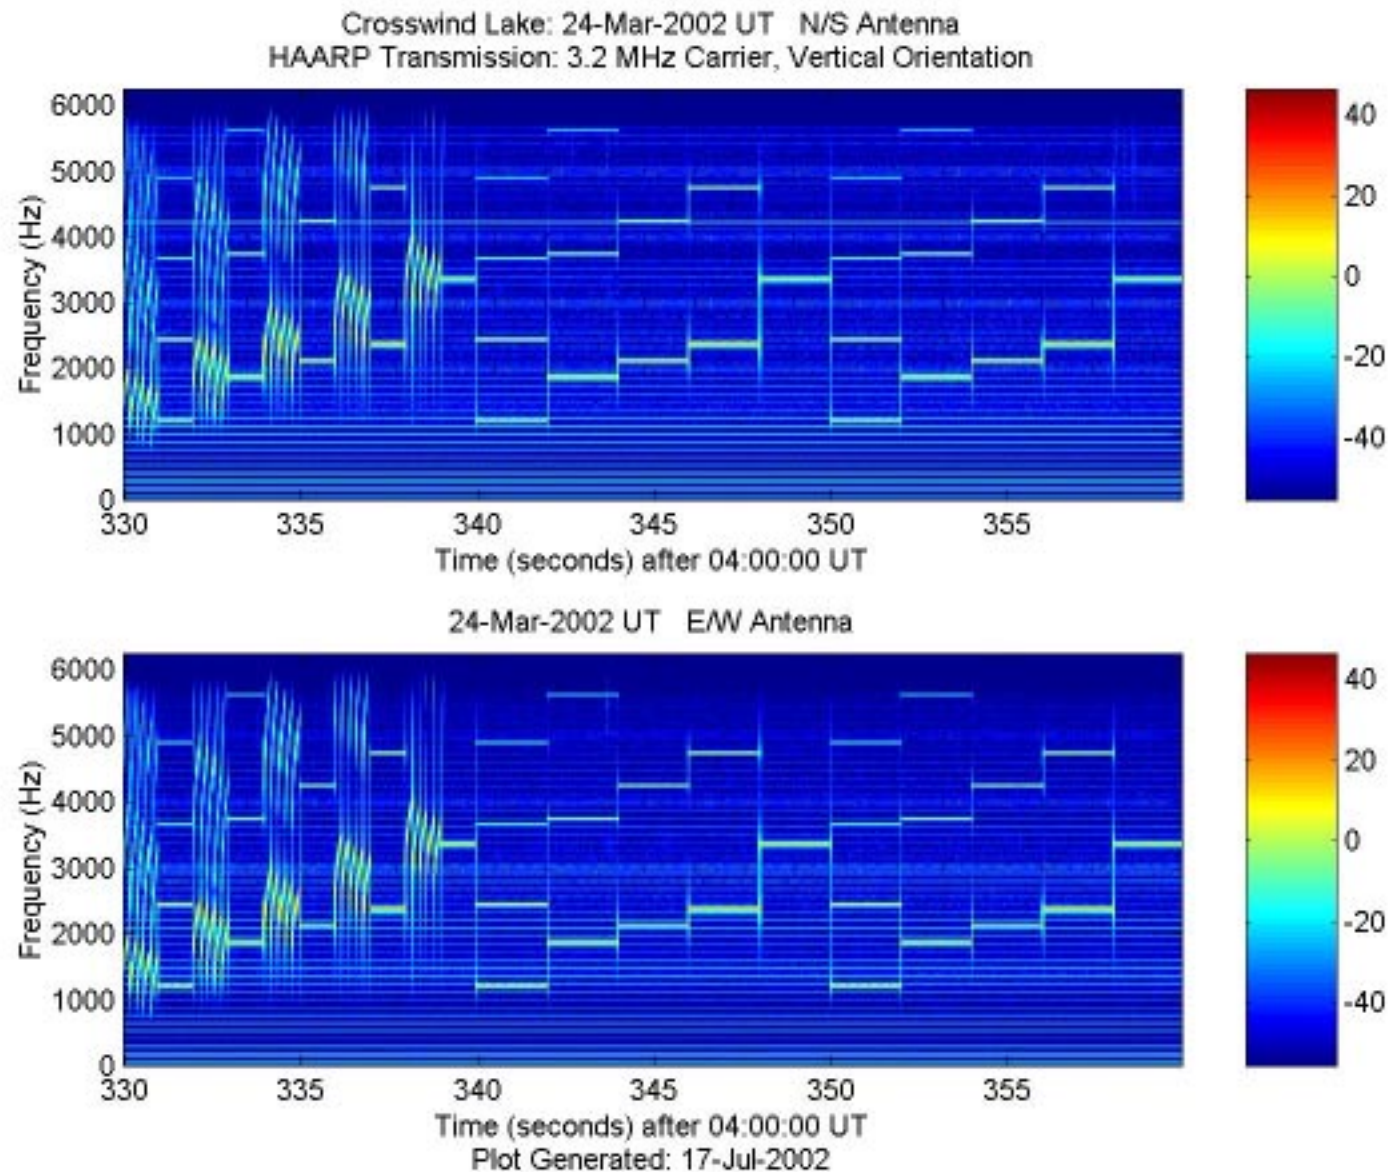 Crosswind Lake: 24-Mar-2002 UT N/S Antenna
HAARP Transmission: 3.2 MHz Carrier, Vertical Orientation
6000
5000
4000
3000
2000
1000
0
Frequency (Hz)
330 335 340 345 350 355
Time (seconds) after 04:00:00 UT
40
20
0
-20
-40
24-Mar-2002 UT E/W Antenna
6000
5000
4000
3000
2000
1000
0
Frequency (Hz)
330 335 340 345 350 355
Time (seconds) after 04:00:00 UT
Plot Generated: 17-Jul-2002
40
20
0
-20
-40